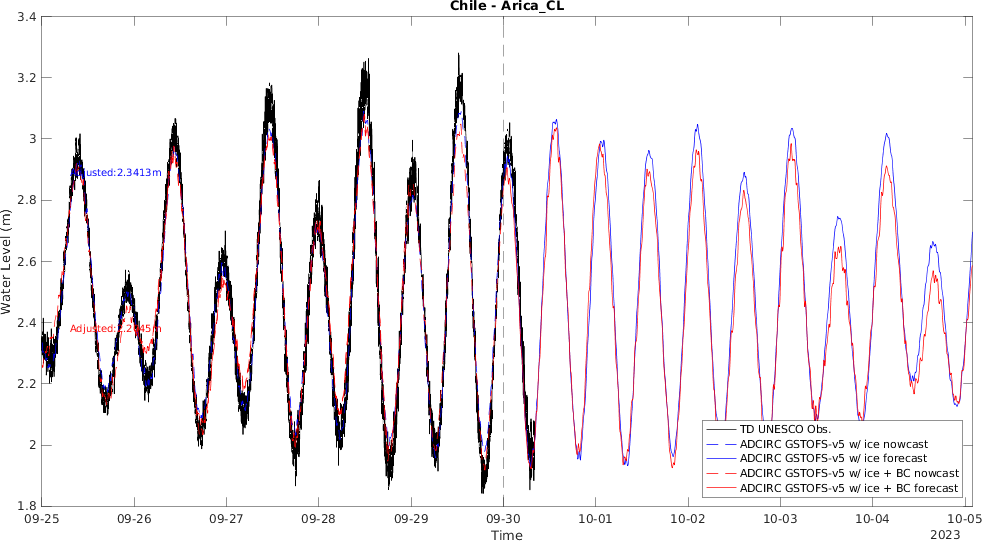 Chile - Arica_CL
3.4
3.2
3
2.8
2.6
2.4
2.2
2
1.8
Water Level (m)
Adjusted:2.3413m
TD UNESCO Obs.
ADCIRC GSTOFS-v5 w/ ice nowcast
ADCIRC GSTOFS-v5 w/ ice forecast
ADCIRC GSTOFS-v5 w/ ice + BC nowcast
ADCIRC GSTOFS-v5 w/ ice + BC forecast
09-25 09-26 09-27 09-28 09-29 09-30 10-01 10-02 10-03 10-04 10-05
Time
2023